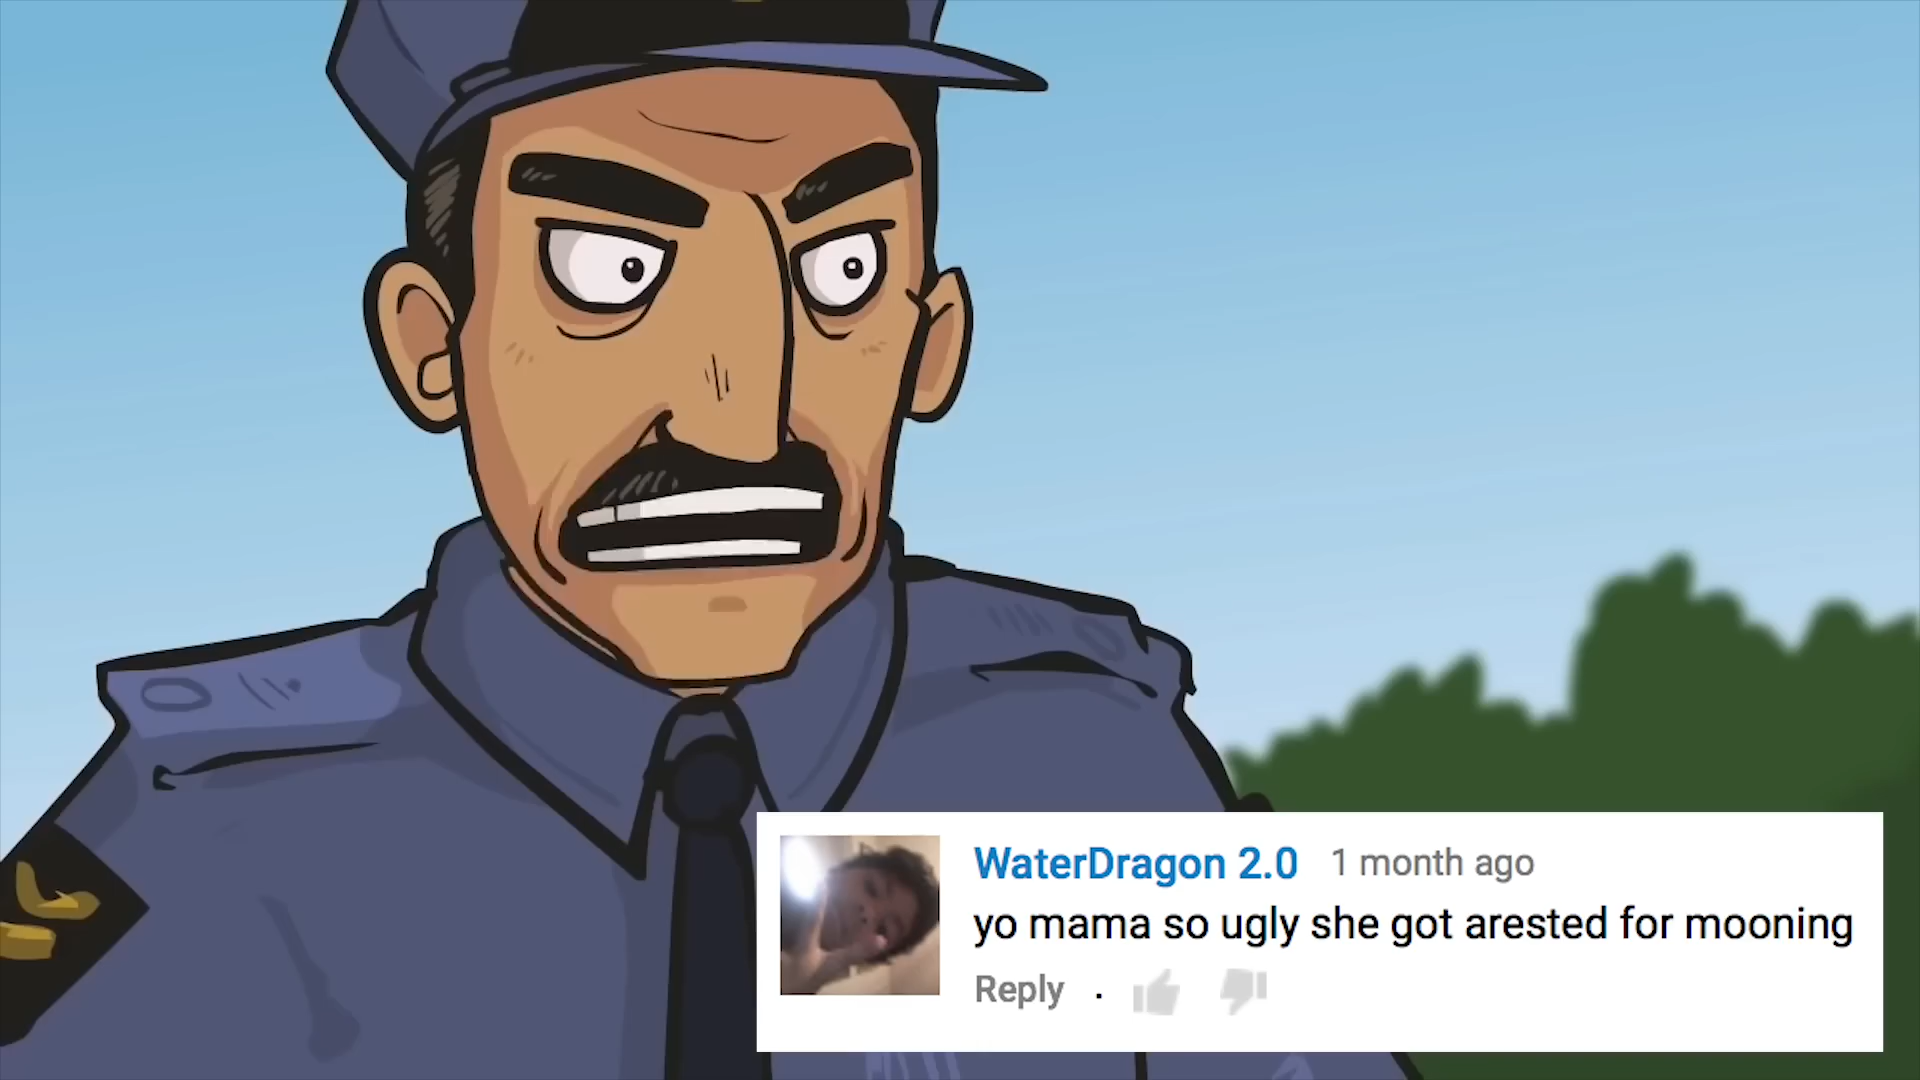 WaterDragon 2.0 1 month ago
yo mama so ugly she got arested for mooning
Reply .